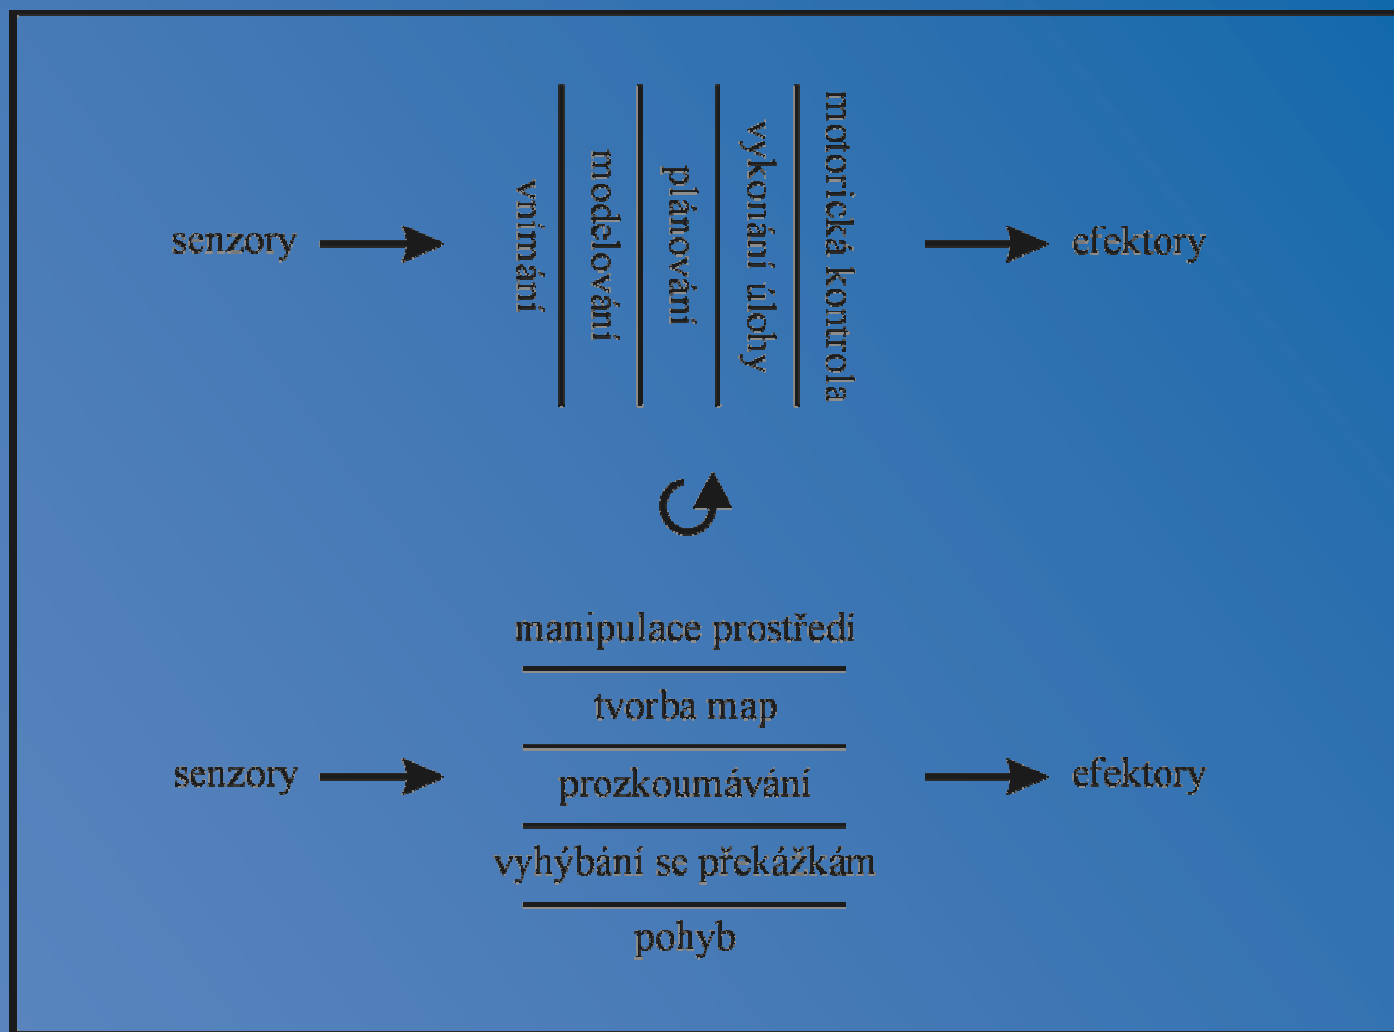 senzory
vnímání
modelování
plánování
vykonání úlohy
motorická kontrola
efektory
manipulace prostředí
tvorba map
senzory
prozkoumávání
efektory
vyhýbání se překážkám
pohyb